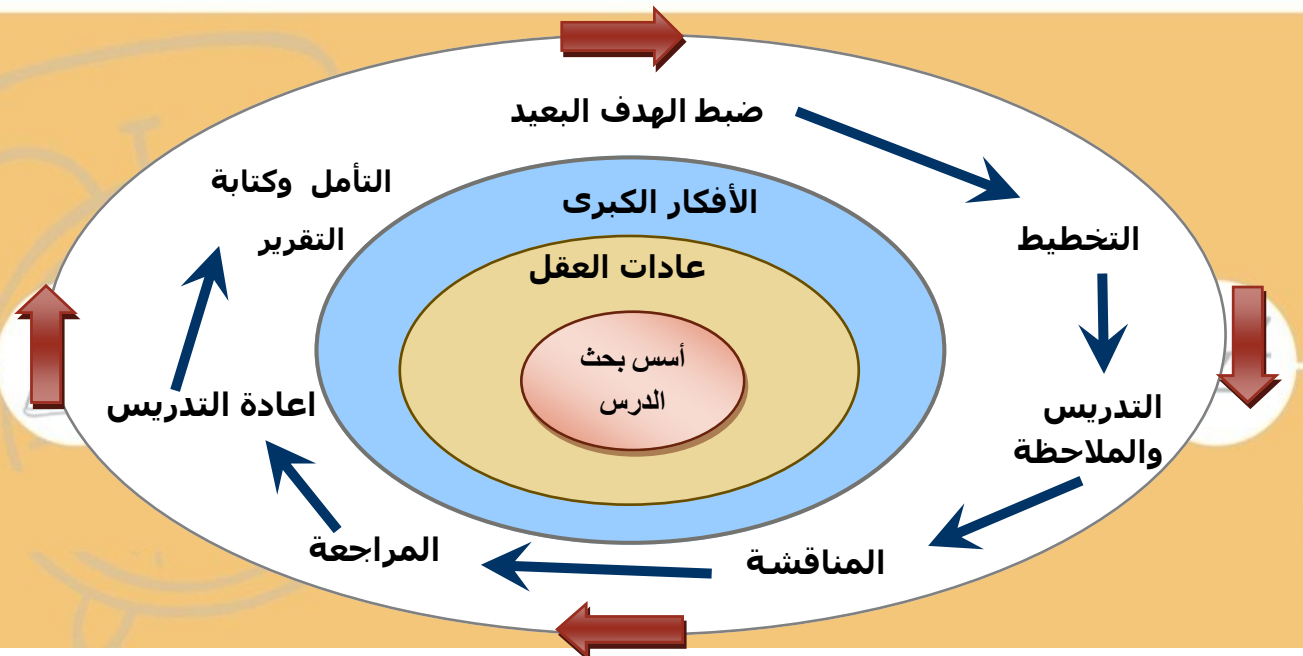 ضبط الهدف البعيد
التخطيط
التدريس
والملاحظة
المناقشة
المراجعة
اعادة التدريس
التأمل وكتابة
التقرير
الأفكار الكبرى
عادات العقل
أسس بحث
الدرس